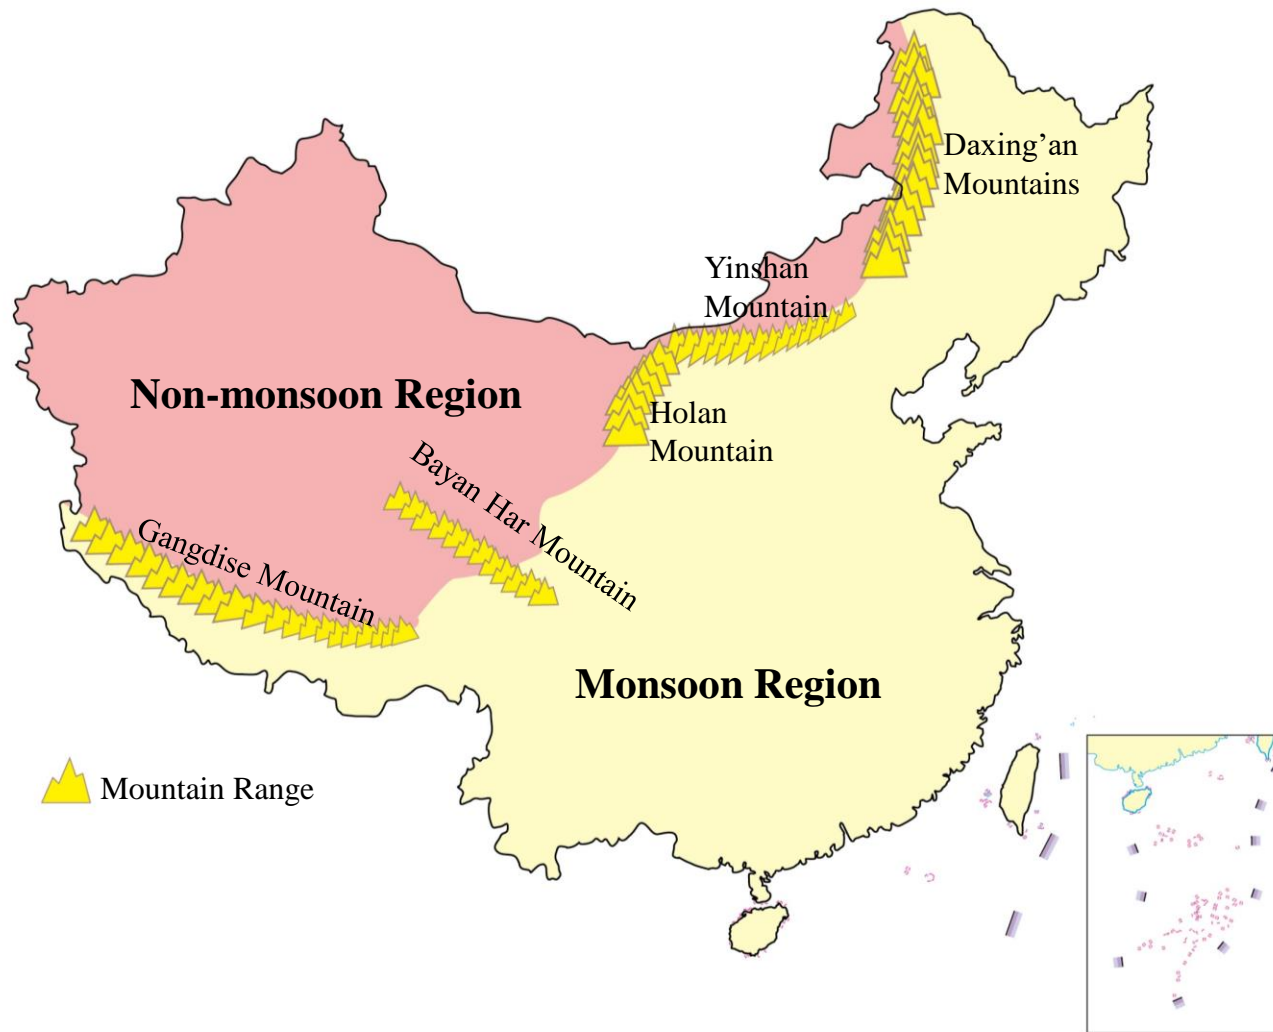 Daxing’an
Mountains
Yinshan
Mountain
Non-monsoon Region
Holan
Mountain
Bayan Har Mountain
Gangdise Mountain
Monsoon Region
Mountain Range